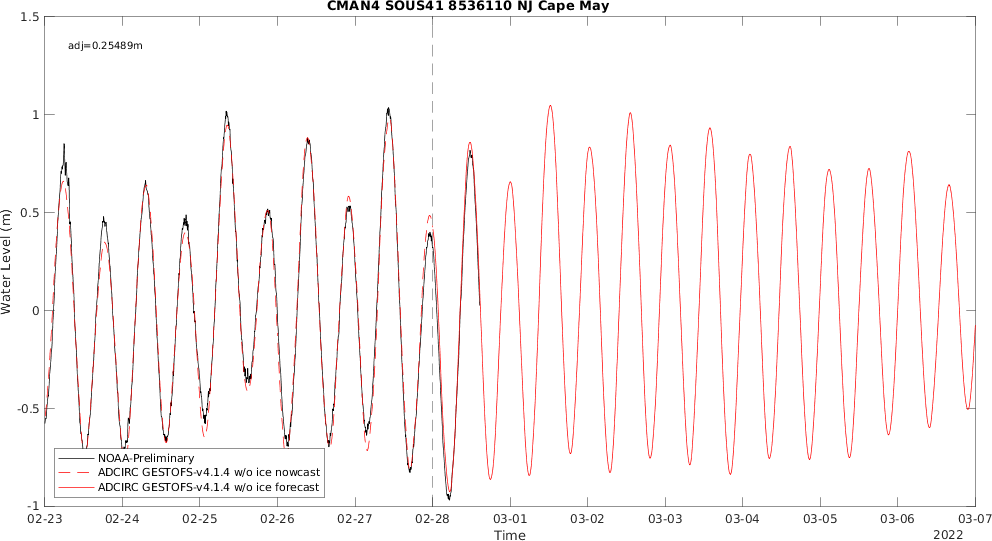 CMAN4 SOUS41 8536110 NJ Cape May
adj=0.25489m
Water Level (m)
1.5
1
0.5
0
-0.5
-1
NOAA-Preliminary
ADCIRC GESTOFS-v4.1.4 w/o ice nowcast
ADCIRC GESTOFS-v4.1.4 w/o ice forecast
02-23 02-24 02-25 02-26 02-27 02-28 03-01 03-02 03-03 03-04 03-05 03-06 03-07
Time
2022